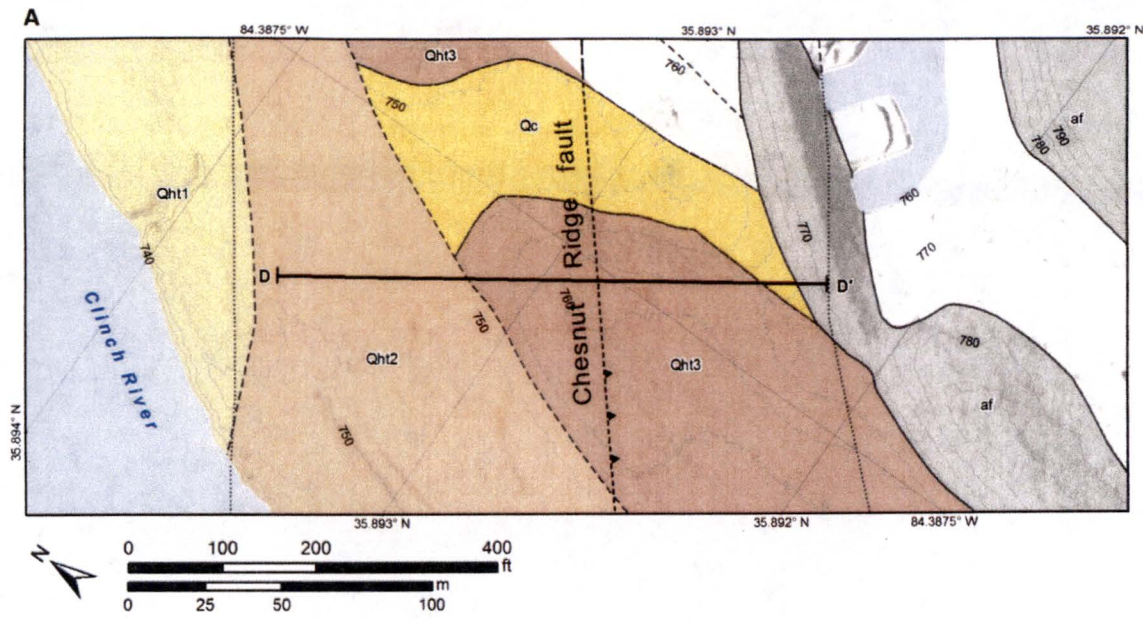 A
84.3875° W
35.893° N
35.892° N
Qht3
760
750
Qc
af
790
780
Qht1
760
770
770
740
D
D'
Chesnut Ridge fault
760
750
780
Clinch River
Qht2
Qht3
af
750
35.894° N
35.893° N
35.892° N
84.3875° W
N
0 100 200 400
ft
m
0 25 50 100